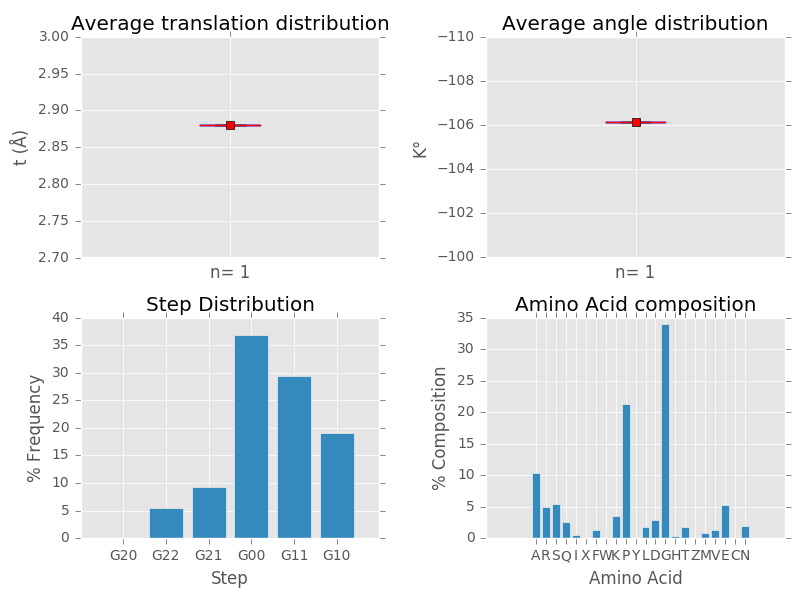 Average translation distribution
3.00
2.95
2.90
2.85
2.80
2.75
2.70
t (Å)
n= 1
Average angle distribution
−110
−108
−106
−104
−102
−100
K°
n= 1
Step Distribution
40
35
30
25
20
15
10
5
0
% Frequency
G20 G22 G21 G00 G11 G10
Step
Amino Acid composition
35
30
25
20
15
10
5
0
% Composition
A R S Q I X F W K P Y L D G H T Z M V E C N
Amino Acid